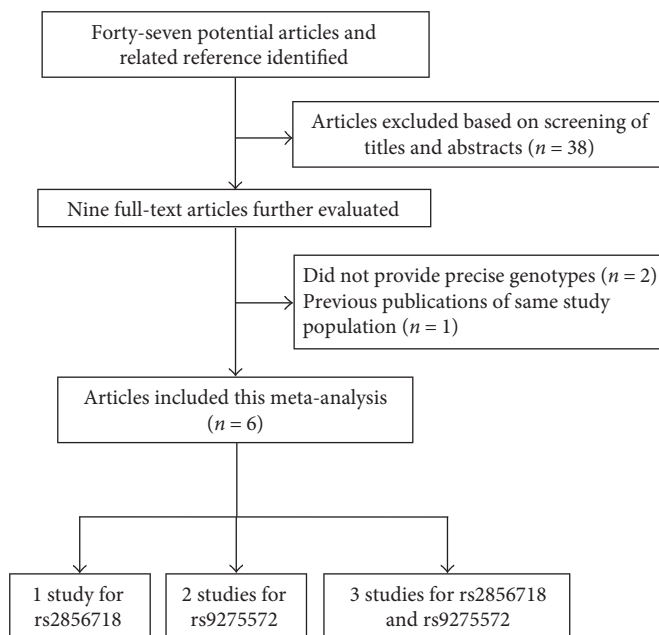 Forty-seven potential articles and
related reference identified
Articles excluded based on screening of
titles and abstracts (n = 38)
Nine full-text articles further evaluated
Did not provide precise genotypes (n = 2)
Previous publications of same study
population (n = 1)
Articles included this meta-analysis
(n = 6)
1 study for
rs2856718
2 studies for
rs9275572
3 studies for rs2856718
and rs9275572